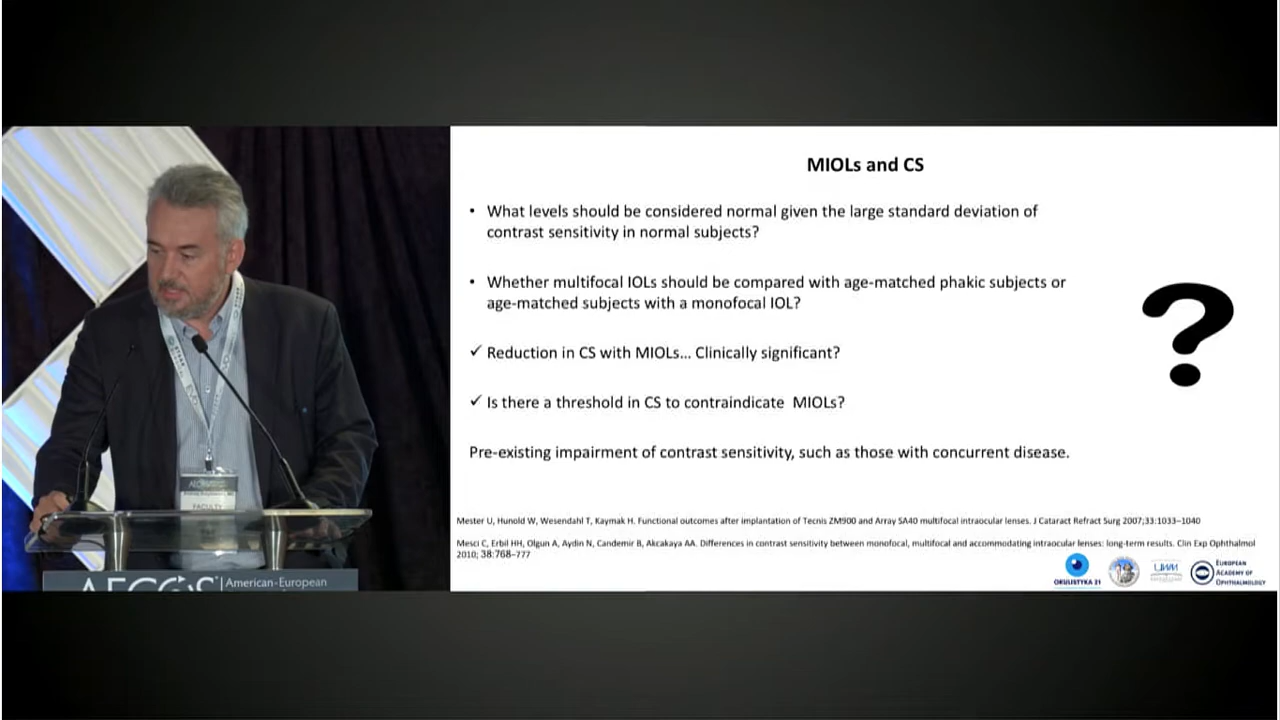 MIOLs and CS
• What levels should be considered normal given the large standard deviation of
contrast sensitivity in normal subjects?
• Whether multifocal IOLs should be compared with age-matched phakic subjects or
age-matched subjects with a monofocal IOL?
✓ Reduction in CS with MIOLs... Clinically significant?
✓ Is there a threshold in CS to contraindicate MIOLs?
Pre-existing impairment of contrast sensitivity, such as those with concurrent disease.
Mester U, Hunold W, Wesendahl T, Kaymak H. Functional outcomes after implantation of Tecnis ZM900 and Array SA40 multifocal intraocular lenses. J Cataract Refract Surg 2007;33:1033–1040
Mesci C, Erbil HH, Olgun A, Aydin N, Candemir B, Akcakaya AA. Differences in contrast sensitivity between monofocal, multifocal and accommodating intraocular lenses: long-term results. Clin Exp Ophthalmol
2010; 38:768–777
OKULISTYKA 21
UWM
EUROPEAN
ACADEMY OF
OPHTHALMOLOGY
FACULTY
AECOS American-European